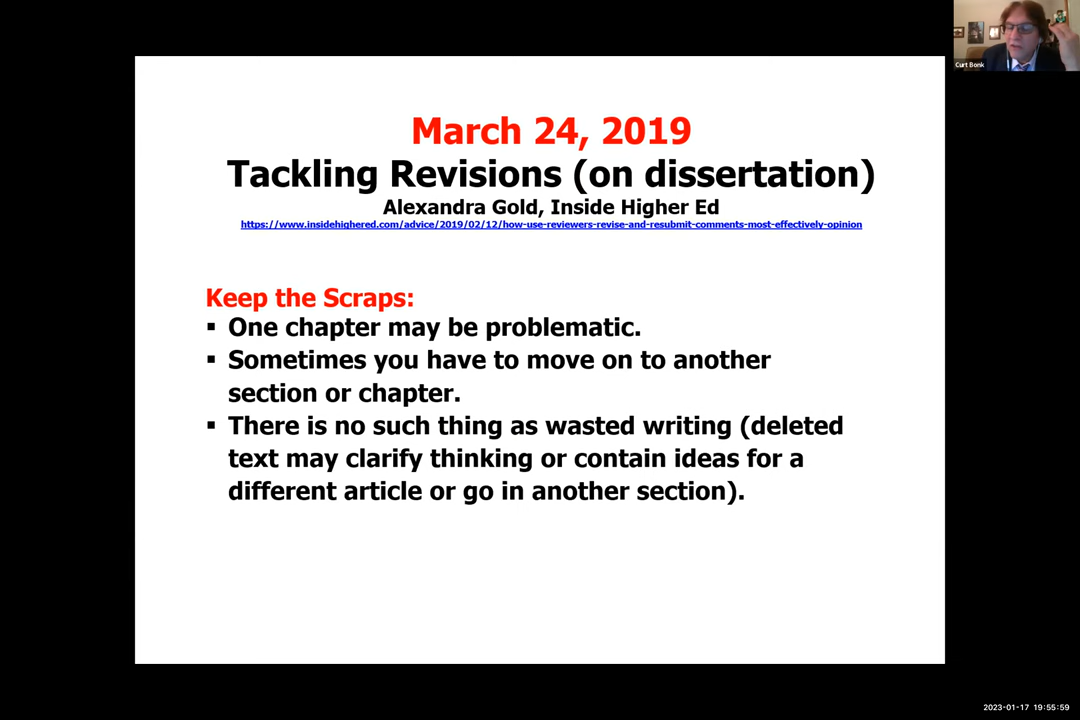 Curt Bonk
March 24, 2019
Tackling Revisions (on dissertation)
Alexandra Gold, Inside Higher Ed
https://www.insidehighered.com/advice/2019/02/12/how-use-reviewers-revise-and-resubmit-comments-most-effectively-opinion
Keep the Scraps:
▪ One chapter may be problematic.
▪ Sometimes you have to move on to another
section or chapter.
▪ There is no such thing as wasted writing (deleted
text may clarify thinking or contain ideas for a
different article or go in another section).
2023-01-17 19:55:59